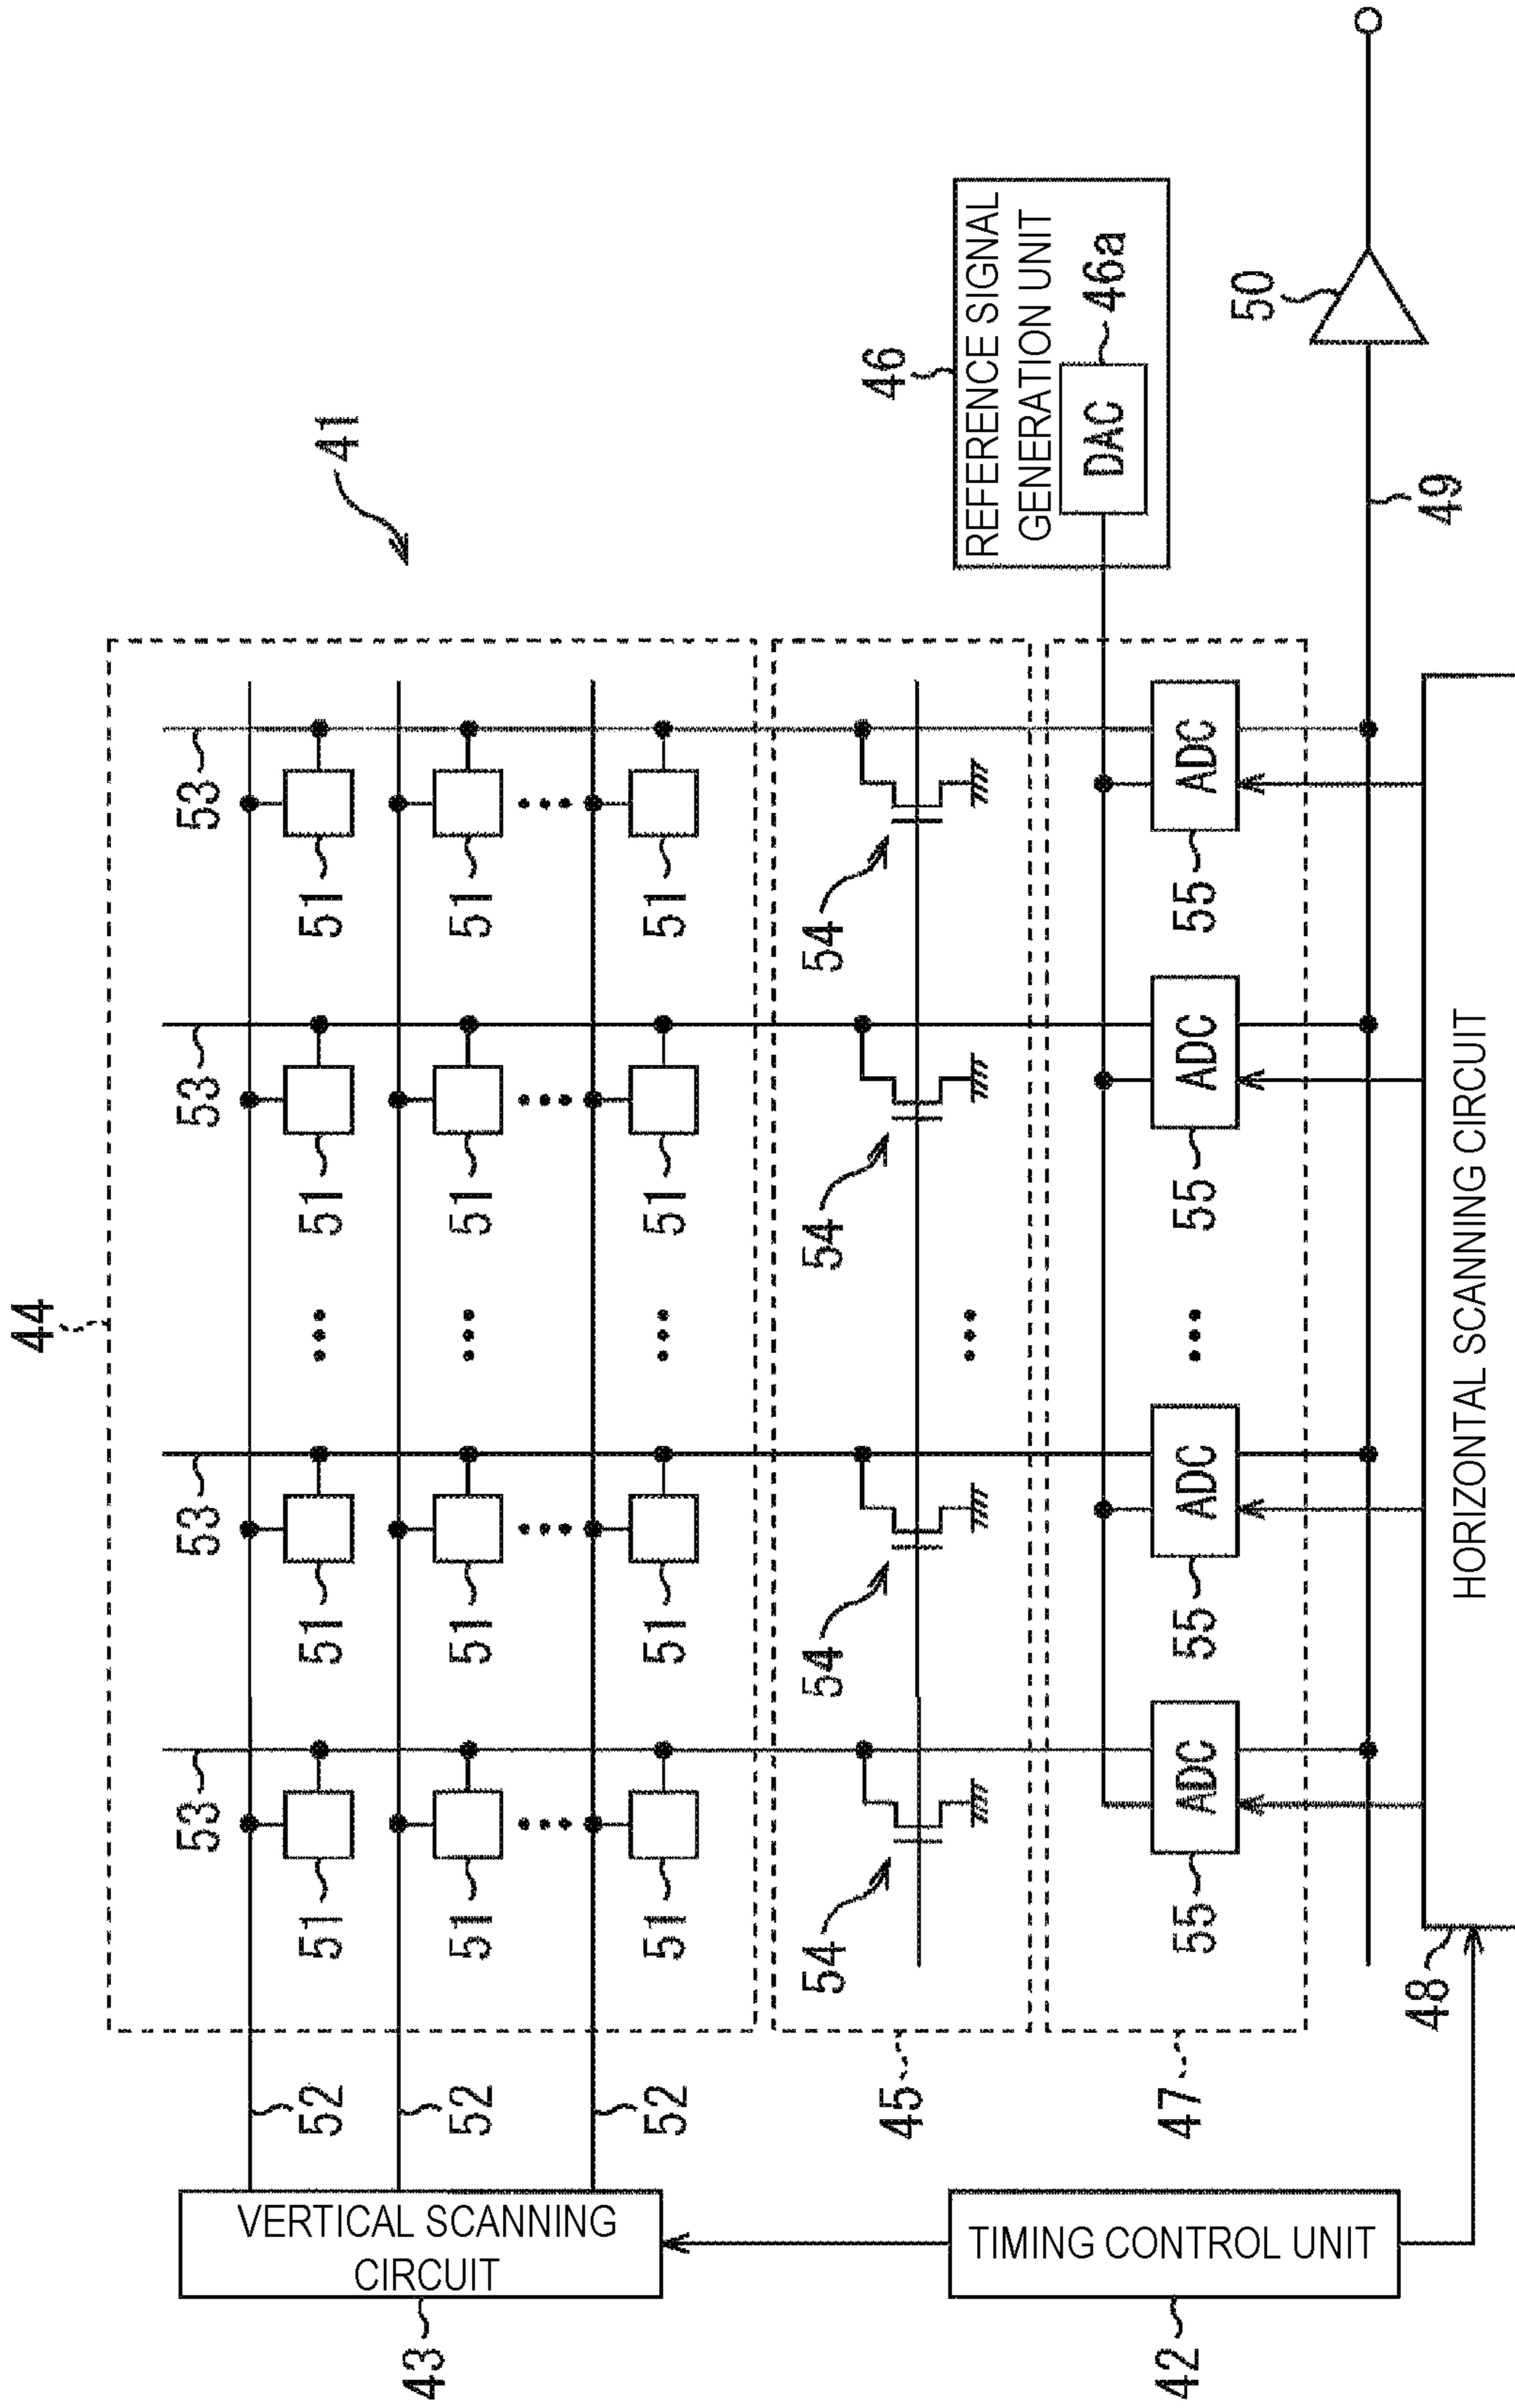 44
41
53 53 53 53
VERTICAL SCANNING
CIRCUIT
43
52 51 51 51 51
52 51 51 51 51
52 51 51 51 51
54 54 54 54
45
46
REFERENCE SIGNAL
GENERATION UNIT
DAC 46a
TIMING CONTROL UNIT
42
47
55 ADC 55 ADC 55 ADC 55 ADC
50
49
48
HORIZONTAL SCANNING CIRCUIT